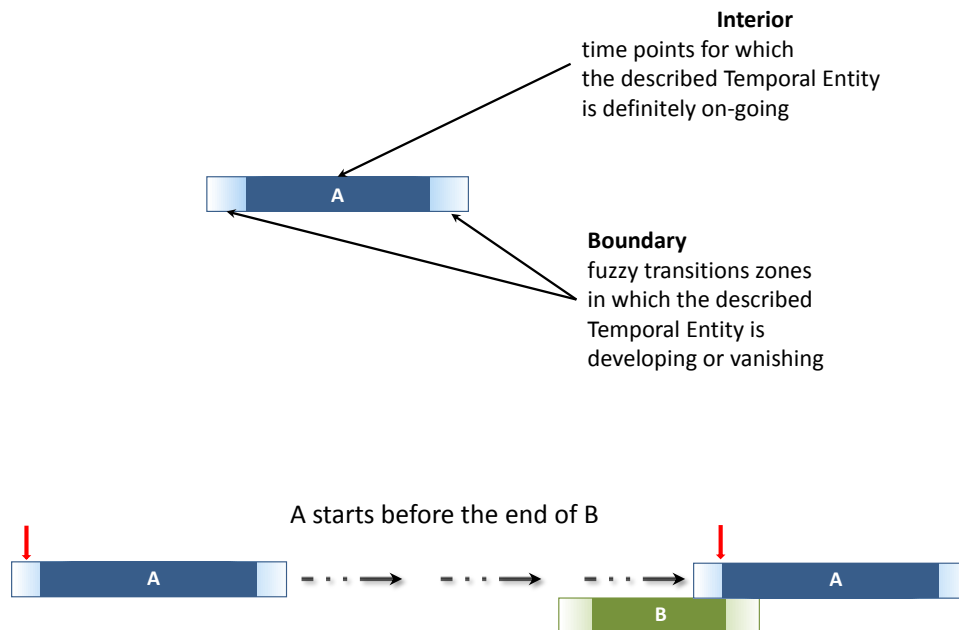 Interior
time points for which
the described Temporal Entity
is definitely on-going
A
Boundary
fuzzy transitions zones
in which the described
Temporal Entity is
developing or vanishing
A starts before the end of B
A
A
B